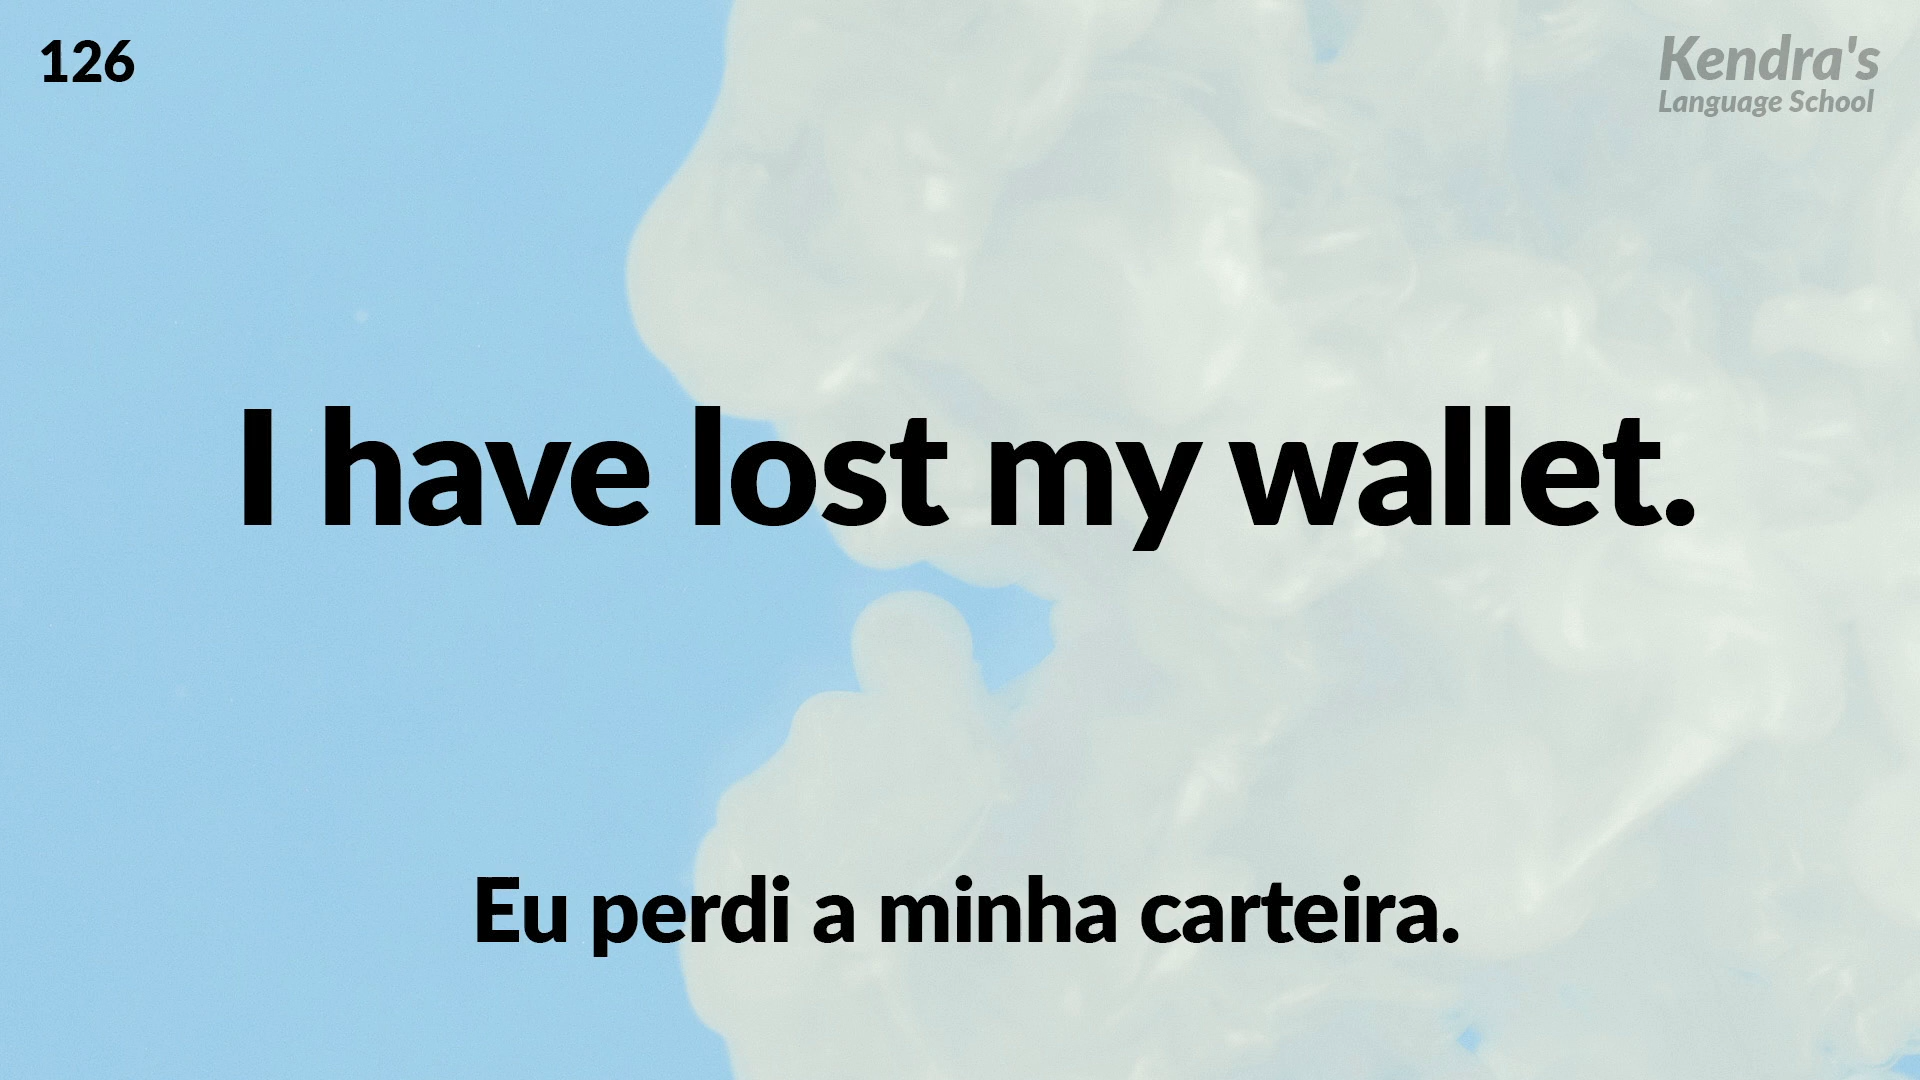 126
Kendra's
Language School
I have lost my wallet.
Eu perdi a minha carteira.